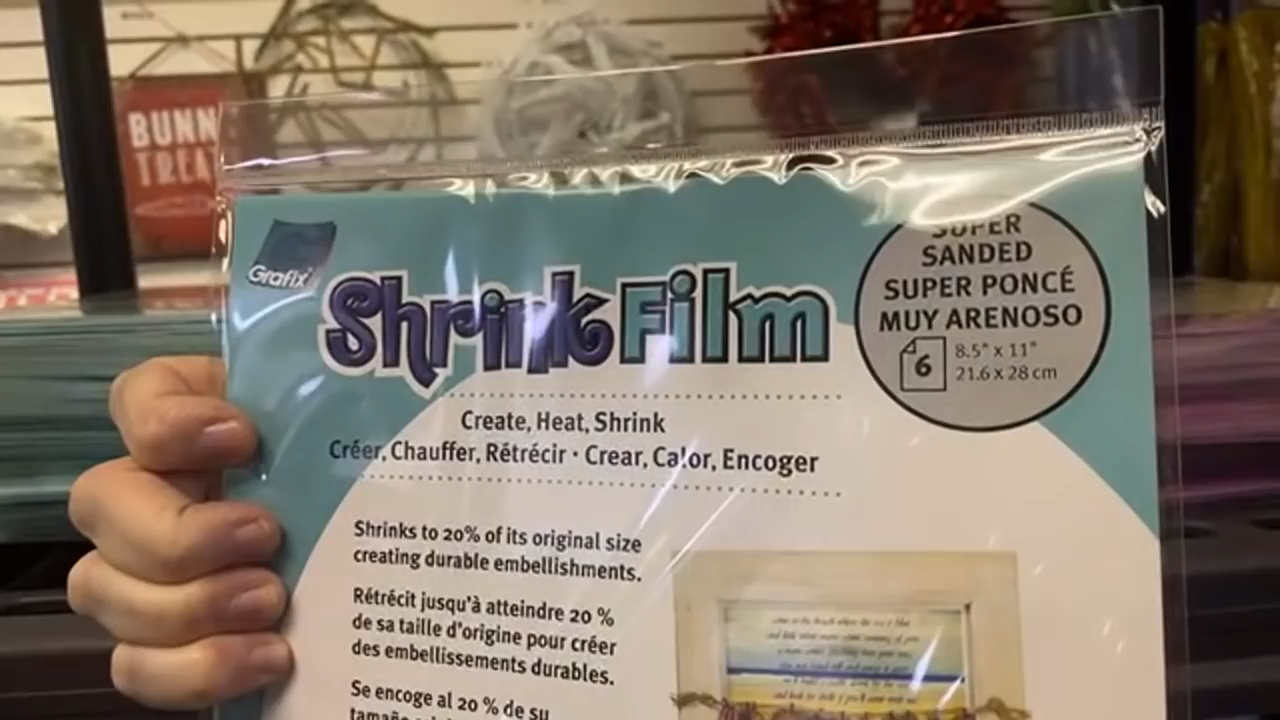 BUNN
TREA
Grafix
Shrink Film
SUPER
SANDED
SUPER PONCÉ
MUY ARENOSO
6
8.5" x 11"
21.6 x 28 cm
Create, Heat, Shrink
Créer, Chauffer, Rétrécir · Crear, Calor, Encoger
Shrinks to 20% of its original size
creating durable embellishments.
Rétrécit jusqu'à atteindre 20 %
de sa taille d'origine pour créer
des embellissements durables.
Se encoge al 20 % de su